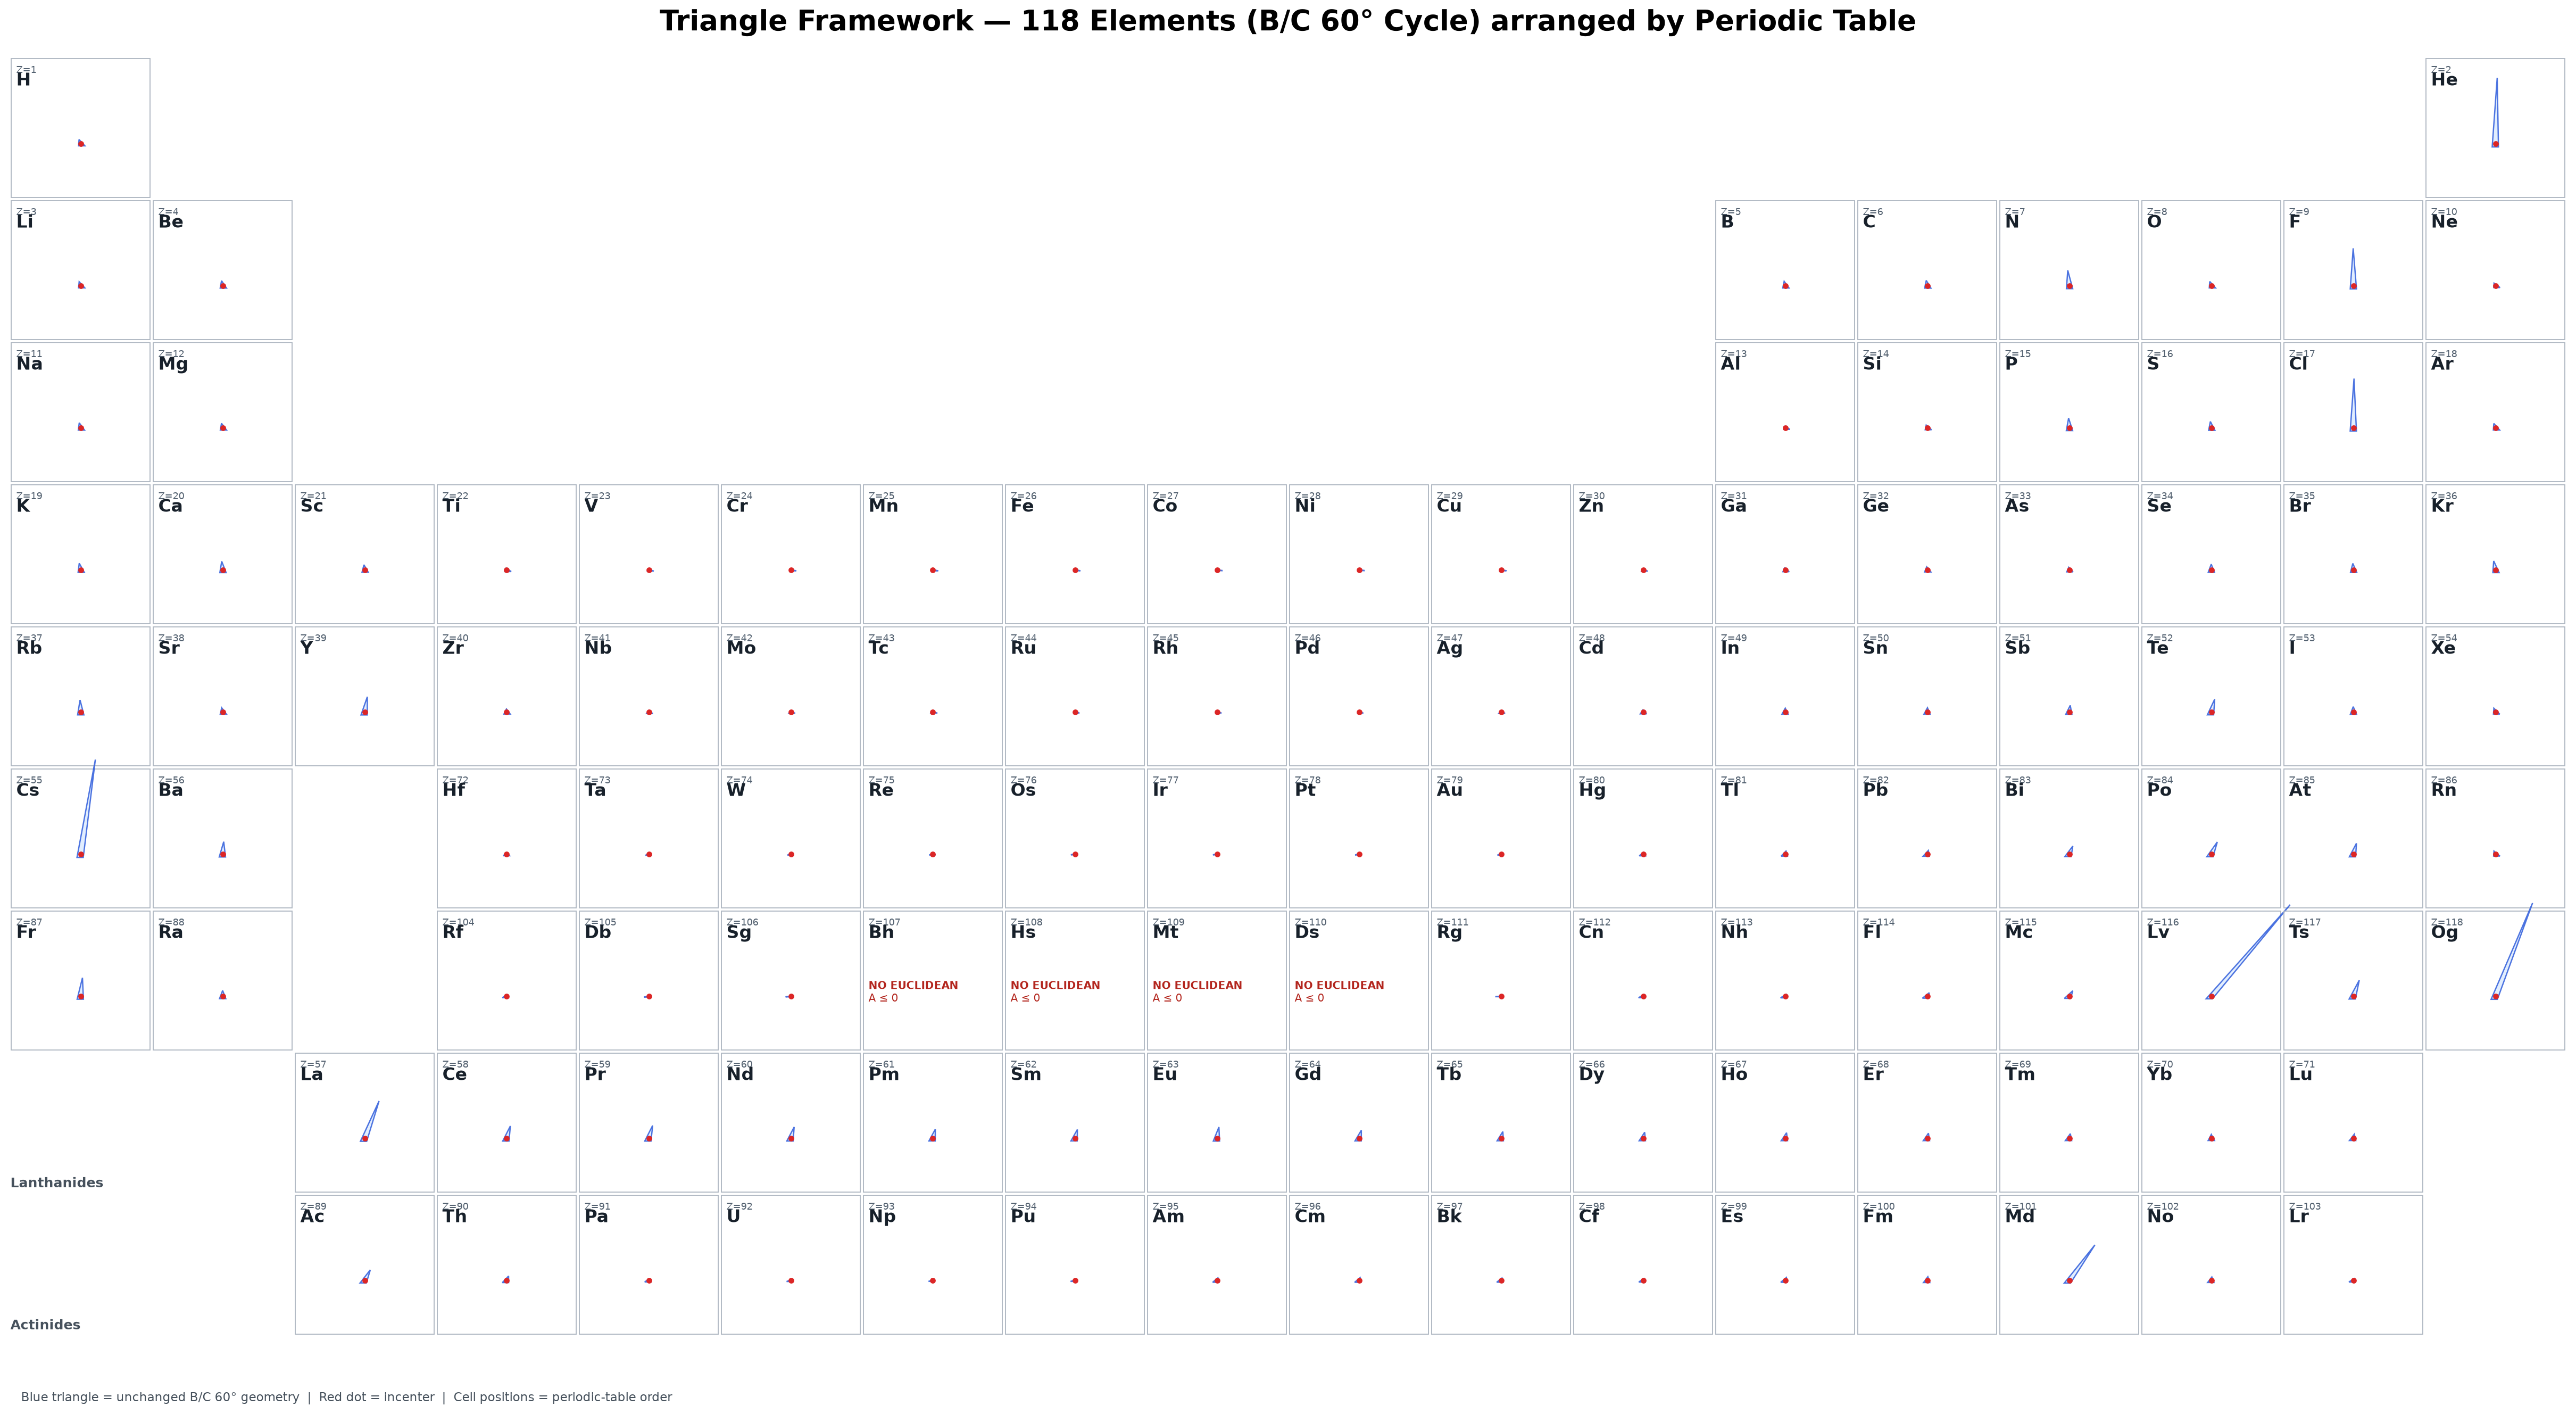 Triangle Framework — 118 Elements (B/C 60° Cycle) arranged by Periodic Table
Z=1
H
Z=2
He
Z=3
Li
Z=4
Be
Z=5
B
Z=6
C
Z=7
N
Z=8
O
Z=9
F
Z=10
Ne
Z=11
Na
Z=12
Mg
Z=13
Al
Z=14
Si
Z=15
P
Z=16
S
Z=17
Cl
Z=18
Ar
Z=19
K
Z=20
Ca
Z=21
Sc
Z=22
Ti
Z=23
V
Z=24
Cr
Z=25
Mn
Z=26
Fe
Z=27
Co
Z=28
Ni
Z=29
Cu
Z=30
Zn
Z=31
Ga
Z=32
Ge
Z=33
As
Z=34
Se
Z=35
Br
Z=36
Kr
Z=37
Rb
Z=38
Sr
Z=39
Y
Z=40
Zr
Z=41
Nb
Z=42
Mo
Z=43
Tc
Z=44
Ru
Z=45
Rh
Z=46
Pd
Z=47
Ag
Z=48
Cd
Z=49
In
Z=50
Sn
Z=51
Sb
Z=52
Te
Z=53
I
Z=54
Xe
Z=55
Cs
Z=56
Ba
Z=72
Hf
Z=73
Ta
Z=74
W
Z=75
Re
Z=76
Os
Z=77
Ir
Z=78
Pt
Z=79
Au
Z=80
Hg
Z=81
Tl
Z=82
Pb
Z=83
Bi
Z=84
Po
Z=85
At
Z=86
Rn
Z=87
Fr
Z=88
Ra
Z=104
Rf
Z=105
Db
Z=106
Sg
Z=107
Bh
NO EUCLIDEAN
A ≤ 0
Z=108
Hs
NO EUCLIDEAN
A ≤ 0
Z=109
Mt
NO EUCLIDEAN
A ≤ 0
Z=110
Ds
NO EUCLIDEAN
A ≤ 0
Z=111
Rg
Z=112
Cn
Z=113
Nh
Z=114
Fl
Z=115
Mc
Z=116
Lv
Z=117
Ts
Z=118
Og
Z=57
La
Z=58
Ce
Z=59
Pr
Z=60
Nd
Z=61
Pm
Z=62
Sm
Z=63
Eu
Z=64
Gd
Z=65
Tb
Z=66
Dy
Z=67
Ho
Z=68
Er
Z=69
Tm
Z=70
Yb
Z=71
Lu
Lanthanides
Z=89
Ac
Z=90
Th
Z=91
Pa
Z=92
U
Z=93
Np
Z=94
Pu
Z=95
Am
Z=96
Cm
Z=97
Bk
Z=98
Cf
Z=99
Es
Z=100
Fm
Z=101
Md
Z=102
No
Z=103
Lr
Actinides
Blue triangle = unchanged B/C 60° geometry | Red dot = incenter | Cell positions = periodic-table order